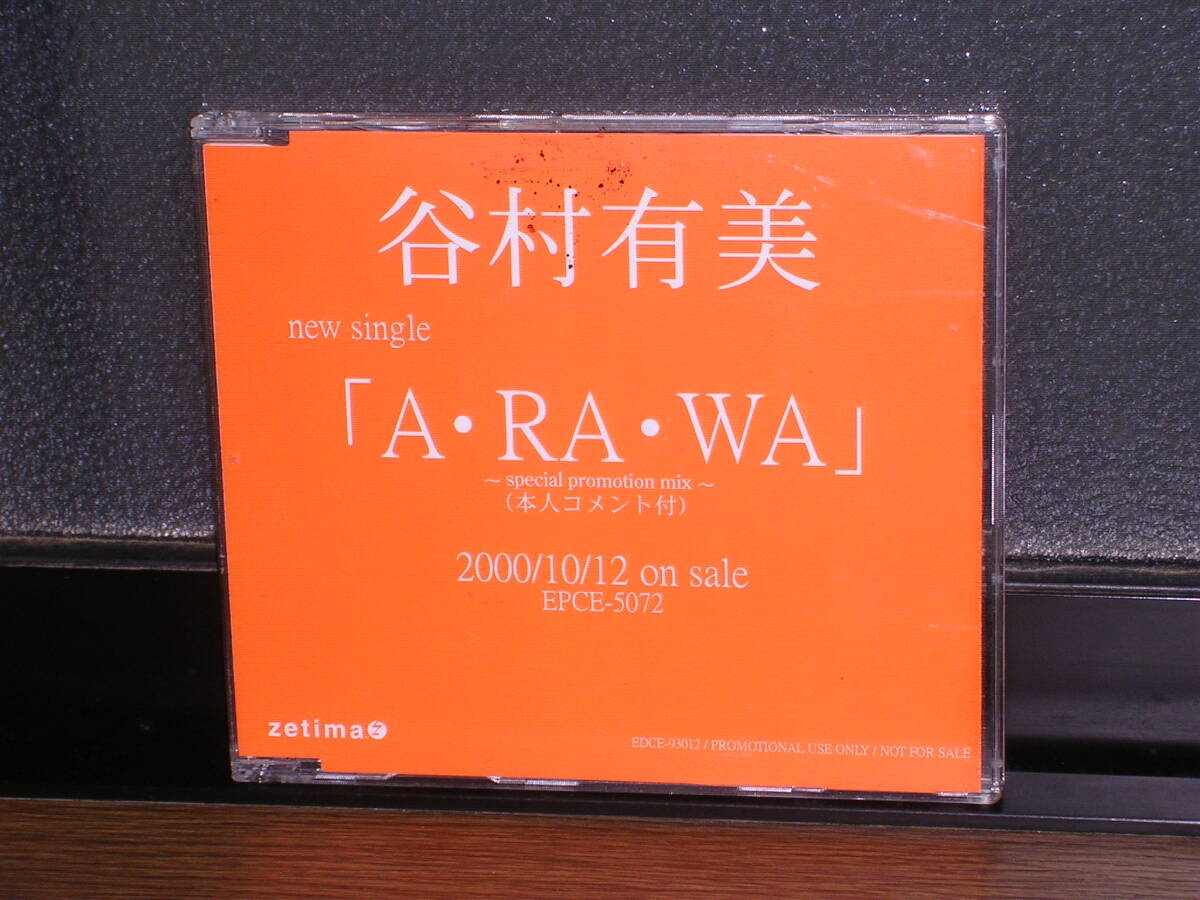 谷村有美
new single
「A・RA・WA」
～ special promotion mix ～
（本人コメント付）
2000/10/12 on sale
EPCE-5072
zetima
EDCE-93012 / PROMOTIONAL USE ONLY / NOT FOR SALE